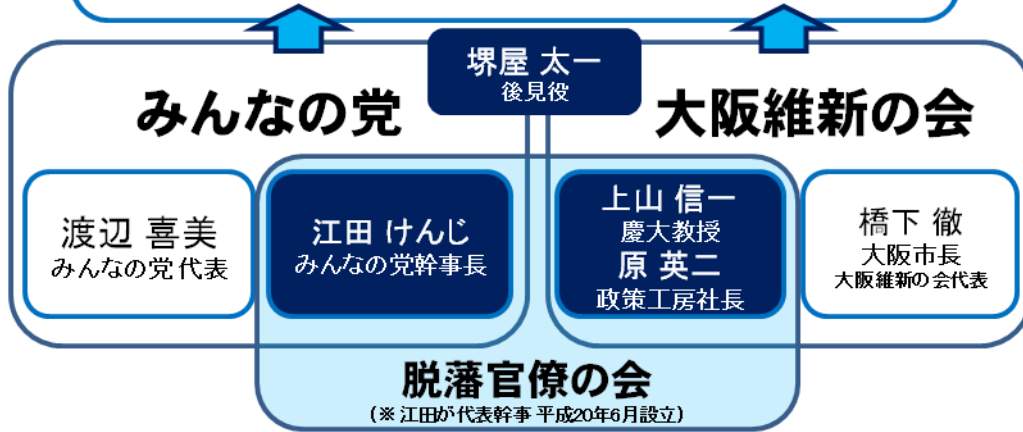 堺屋 太一
後見役
みんなの党
大阪維新の会
渡辺 喜美
みんなの党代表
江田 けんじ
みんなの党幹事長
上山 信一
慶大教授
原 英二
政策工房社長
橋下 徹
大阪市長
大阪維新の会代表
脱藩官僚の会
(※ 江田が代表幹事 平成20年6月設立)